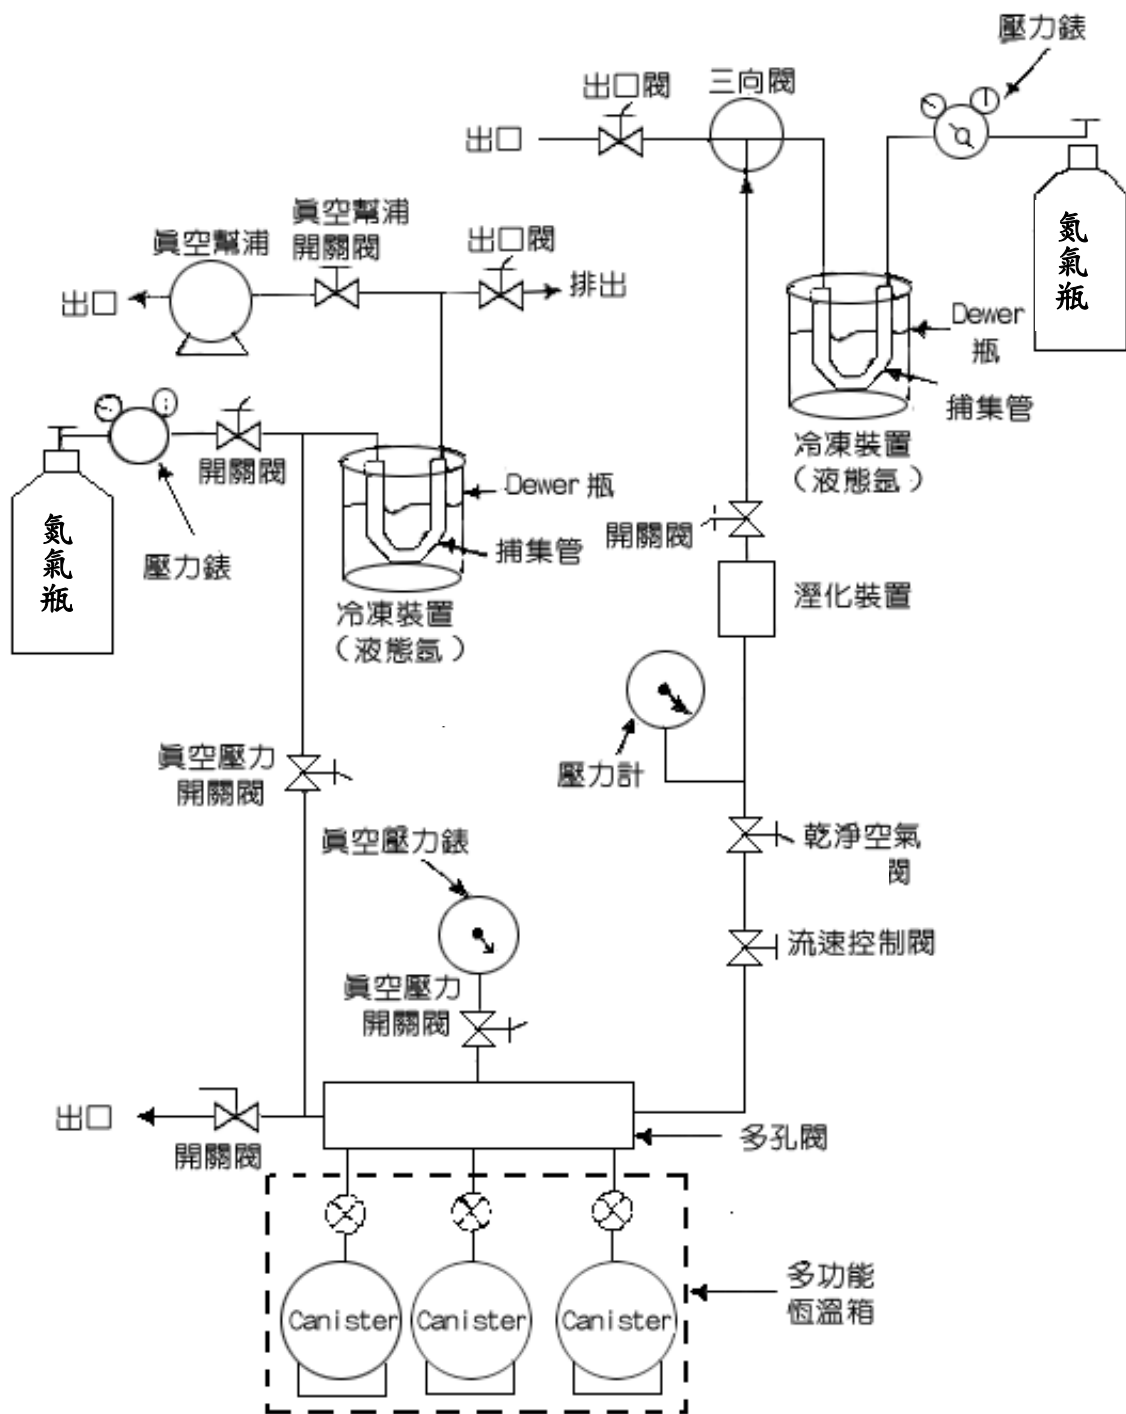 壓力錶
出口閥
三向閥
出口
氮
氣
瓶
真空幫浦
真空幫浦
開關閥
出口閥
出口
排出
Dewer
瓶
捕集管
冷凍裝置
(液態氬)
開關閥
Dewer 瓶
氮
氣
瓶
壓力錶
捕集管
開關閥
冷凍裝置
(液態氬)
溼化裝置
真空壓力
開關閥
壓力計
真空壓力錶
乾淨空氣
閥
流速控制閥
真空壓力
開關閥
出口
開關閥
多孔閥
多功能
恆溫箱
Canister
Canister
Canister